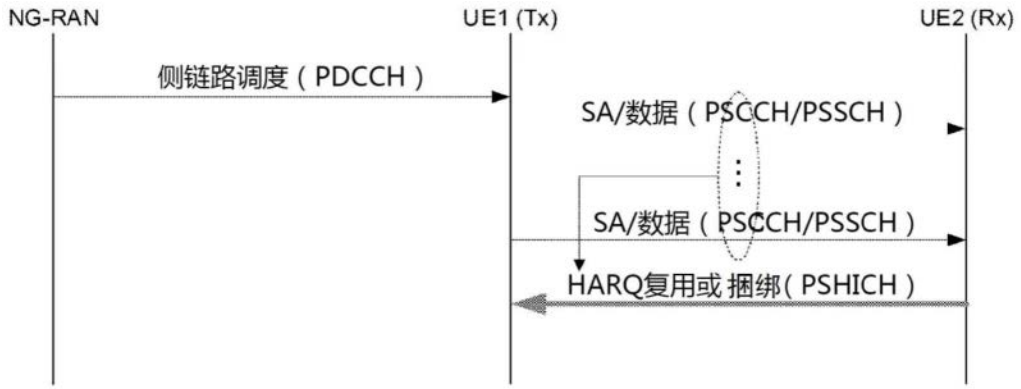 NG-RAN UE1 (Tx) UE2 (Rx)
侧链路调度 ( PDCCH )
SA/数据 ( PSCCH/PSSCH )
⋮
SA/数据 ( PSCCH/PSSCH )
HARQ复用或 捆绑( PSHICH )